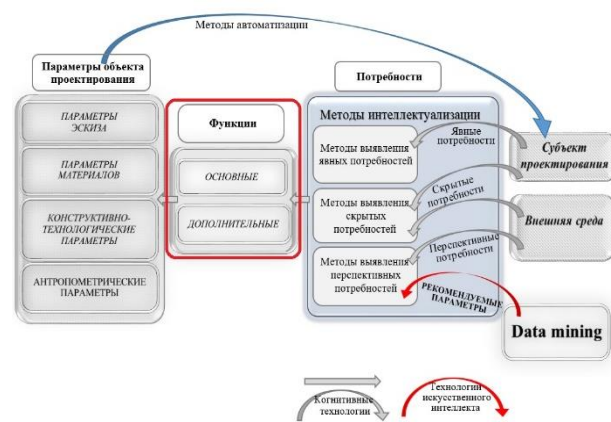 Методы автоматизации
Параметры объекта
проектирования
ПАРАМЕТРЫ
ЭСКИЗА
ПАРАМЕТРЫ
МАТЕРИАЛОВ
КОНСТРУКТИВНО-
ТЕХНОЛОГИЧЕСКИЕ
ПАРАМЕТРЫ
АНТРОПОМЕТРИЧЕСКИЕ
ПАРАМЕТРЫ
Функции
ОСНОВНЫЕ
ДОПОЛНИТЕЛЬНЫЕ
Потребности
Методы интеллектуализации
Методы выявления
явных потребностей
Методы выявления
скрытых
потребностей
Методы выявления
перспективных
потребностей
Явные
потребности
Скрытые
потребности
Перспективные
потребности
РЕКОМЕНДУЕМЫЕ
ПАРАМЕТРЫ
Субъект
проектирования
Внешняя среда
Data mining
Когнитивные
технологии
Технологии
искусственного
интеллекта